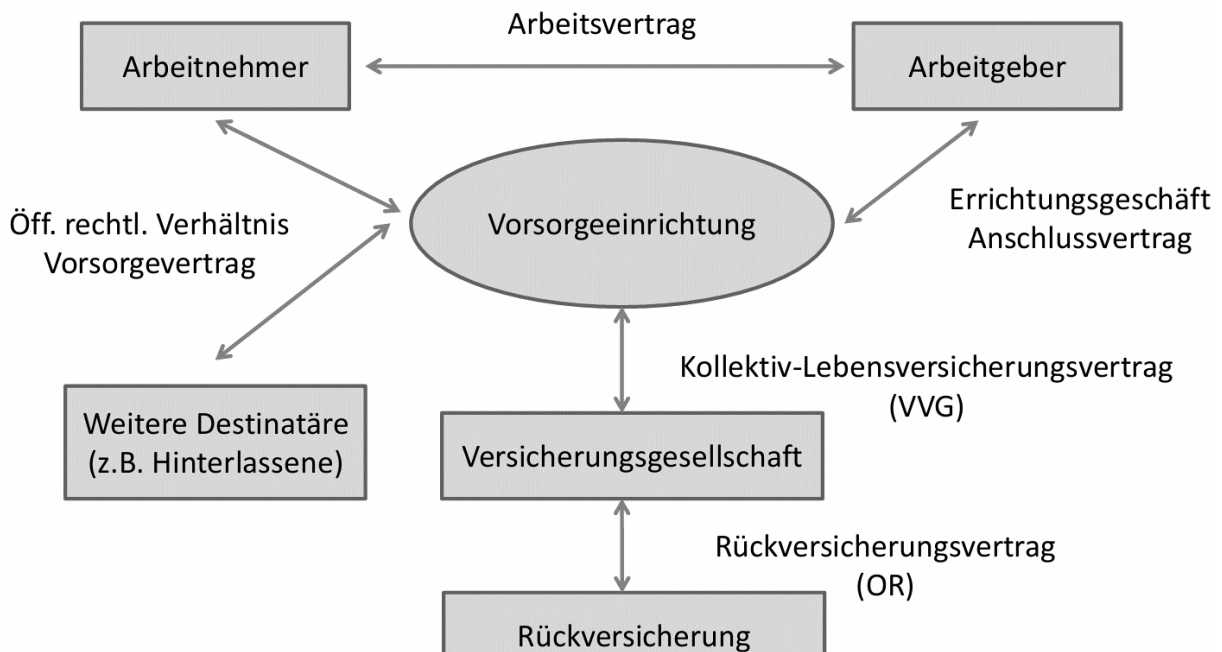 Arbeitsvertrag
Arbeitnehmer
Arbeitgeber
Vorsorgeeinrichtung
Errichtungsgeschäft
Anschlussvertrag
Öff. rechtl. Verhältnis
Vorsorgevertrag
Kollektiv-Lebensversicherungsvertrag
(VVG)
Weitere Destinatäre
(z.B. Hinterlassene)
Versicherungsgesellschaft
Rückversicherungsvertrag
(OR)
Rückversicherung